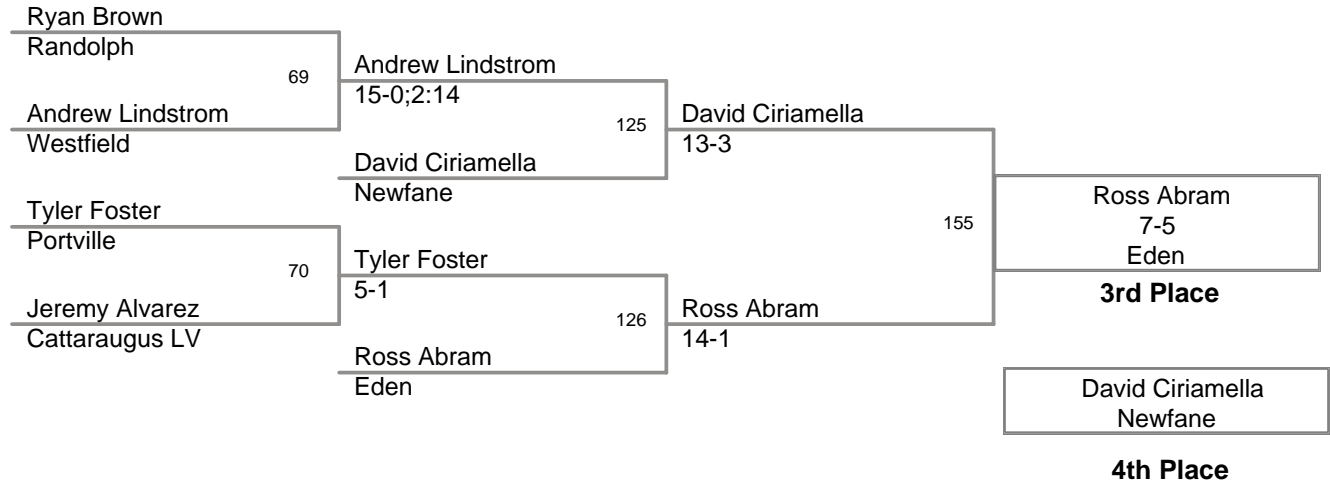 Ryan Brown
Randolph
69
Andrew Lindstrom
15-0;2:14
Andrew Lindstrom
Westfield
125
David Ciriamella
13-3
David Ciriamella
Newfane
Tyler Foster
Portville
70
Tyler Foster
5-1
Jeremy Alvarez
Cattaraugus LV
126
Ross Abram
14-1
Ross Abram
Eden
155
Ross Abram
7-5
Eden
3rd Place
David Ciriamella
Newfane
4th Place